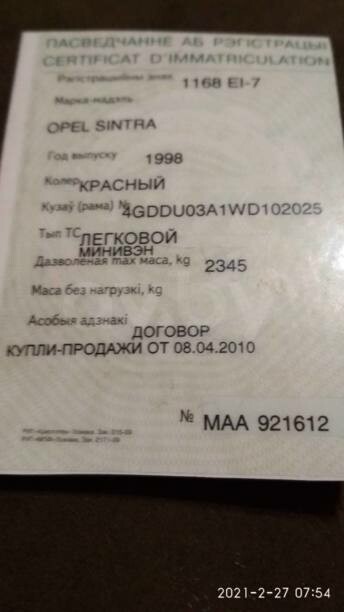 ПАСВЕДЧАННЕ АБ РЭГІСТРАЦЫІ
CERTIFICAT D'IMMATRICULATION
Рэгістрацыйны знак 1168 EI-7
Марка-мадэль
OPEL SINTRA
Год выпуску 1998
Колер КРАСНЫЙ
Кузаў (рама) № 4GDDU03A1WD102025
Тып ТС ЛЕГКОВОЙ
МИНИВЭН
Дазволеная max маса, kg 2345
Маса без нагрузкі, kg
Асобыя адзнакі
ДОГОВОР
КУПЛИ-ПРОДАЖИ ОТ 08.04.2010
№ MAA 921612
2021-2-27 07:54